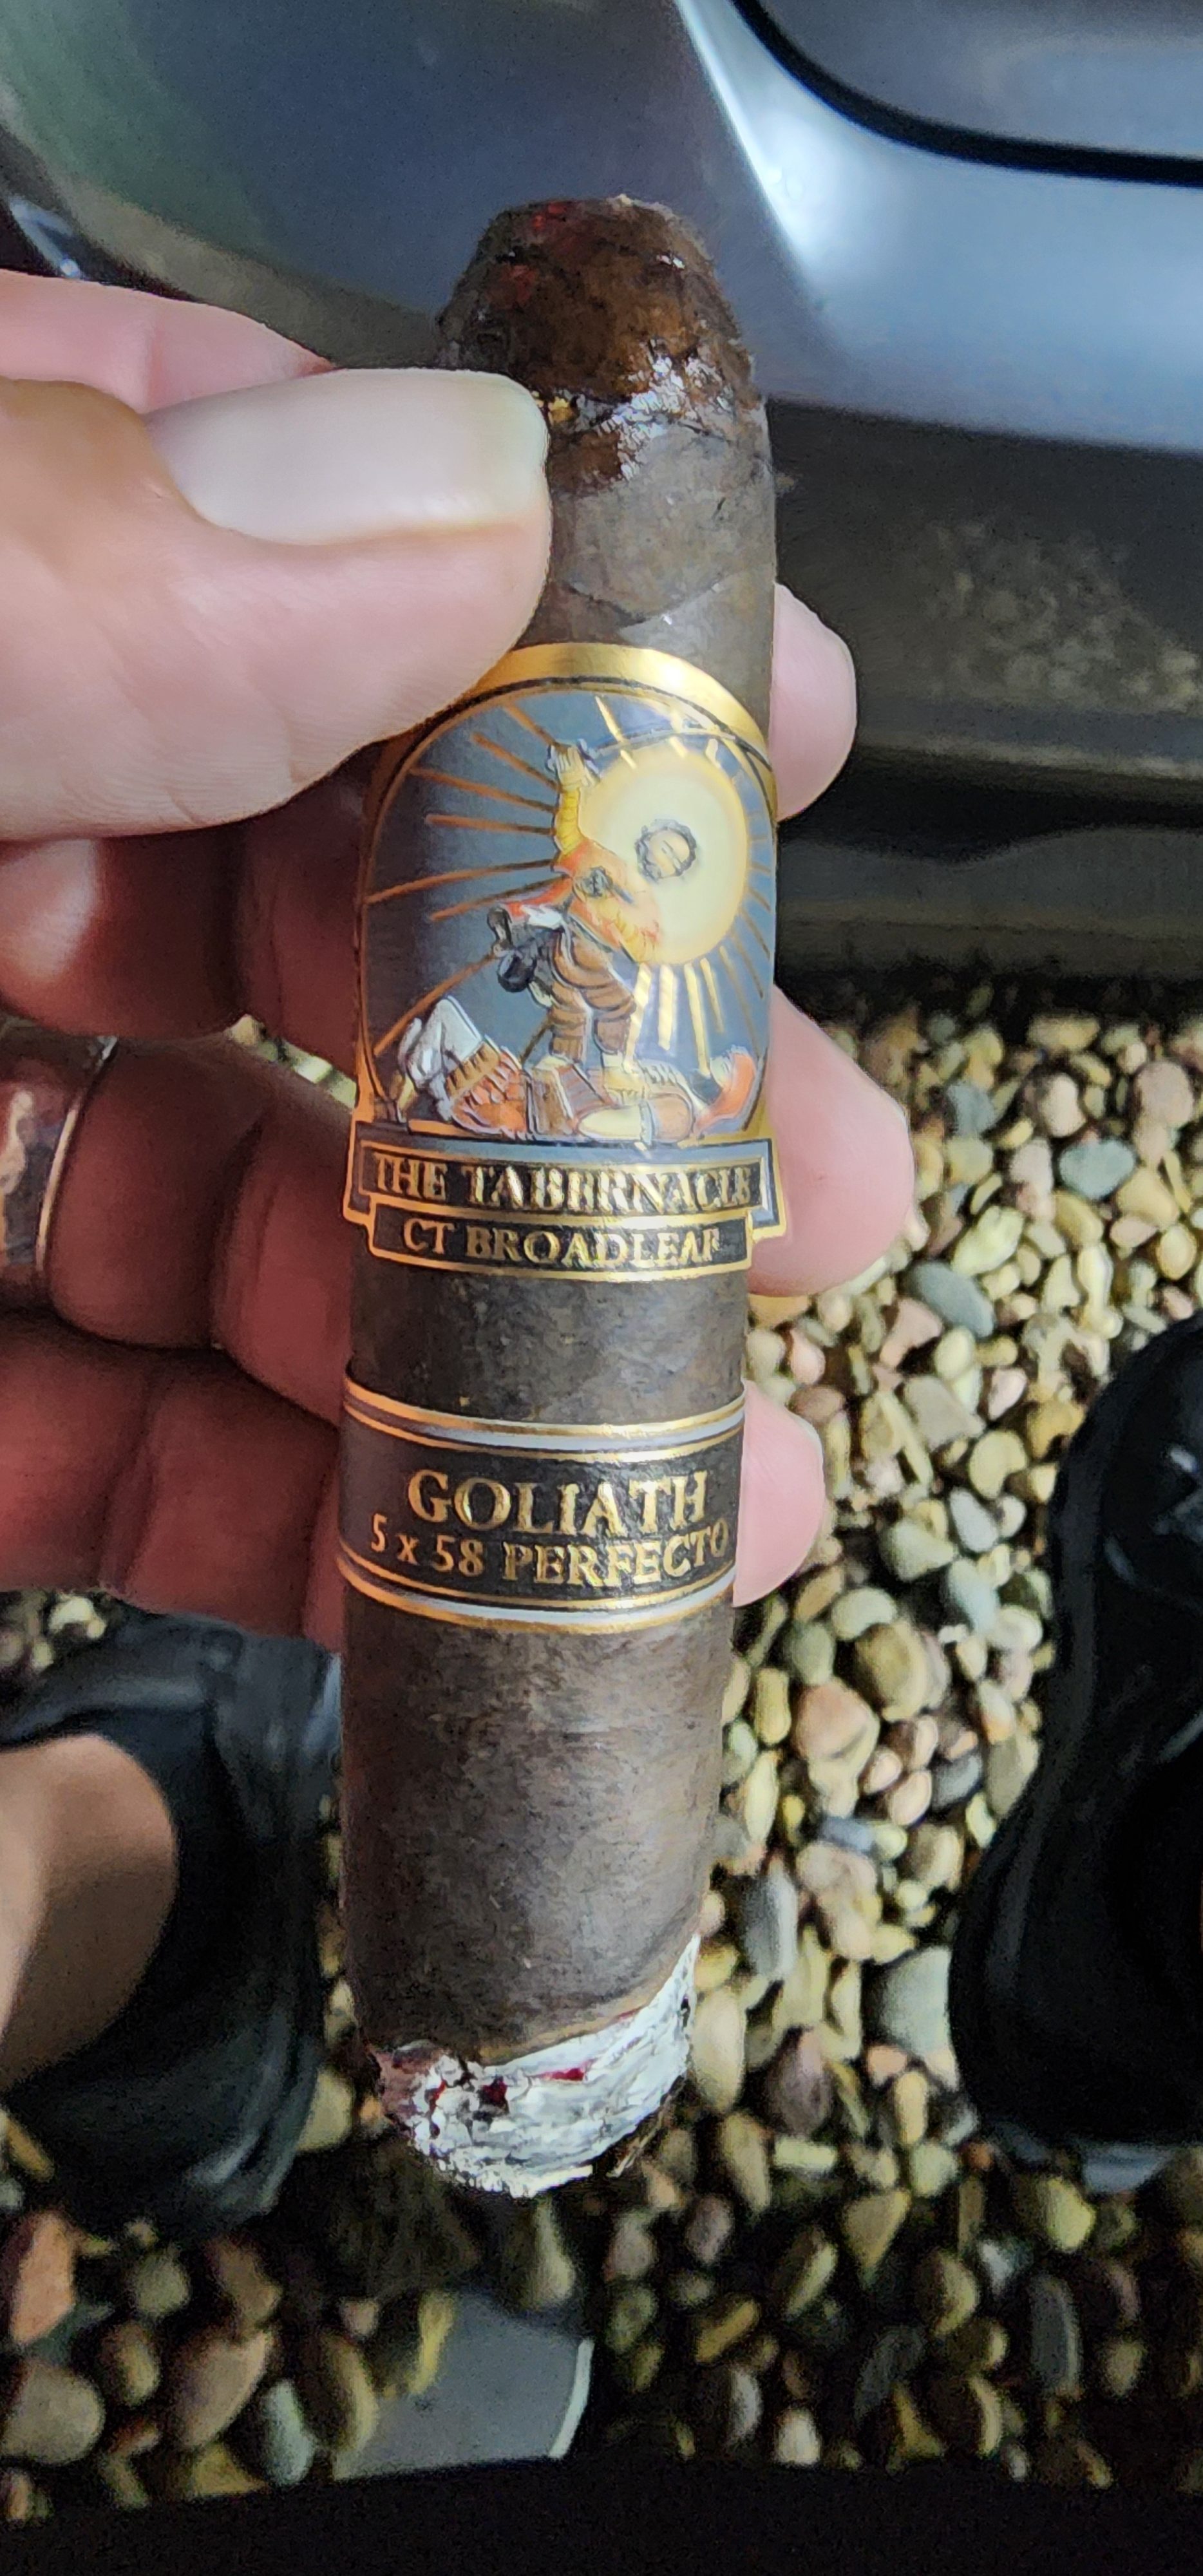 THE TABERNACLE
CT BROADLEAF
GOLIATH
5 x 58 PERFECTO